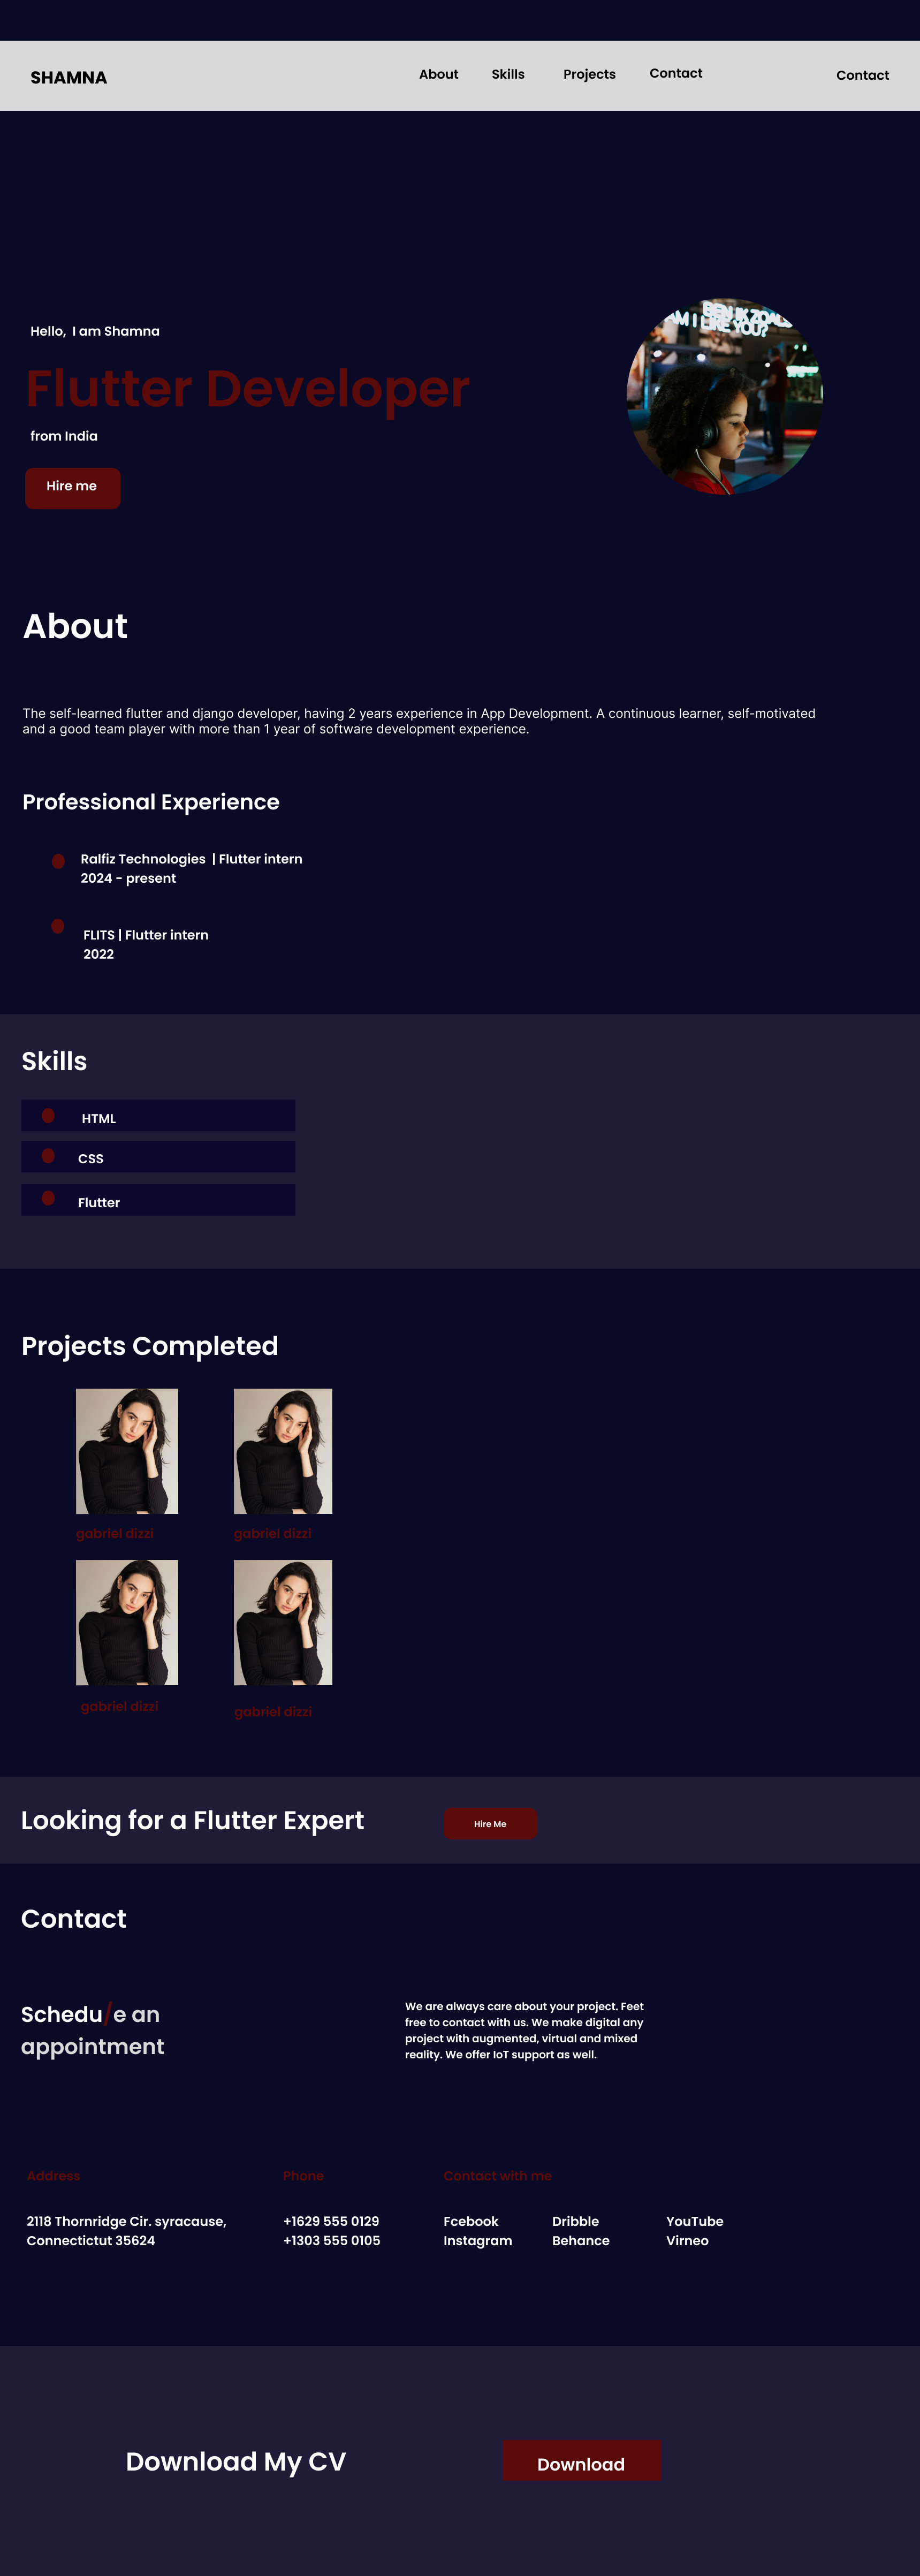 SHAMNA
About
Skills
Projects
Contact
Contact
Hello, I am Shamna
Flutter Developer
from India
Hire me
AM I LIKE YOU?
About
The self-learned flutter and django developer, having 2 years experience in App Development. A continuous learner, self-motivated
and a good team player with more than 1 year of software development experience.
Professional Experience
Ralfiz Technologies | Flutter intern
2024 - present
FLITS | Flutter intern
2022
Skills
HTML
CSS
Flutter
Projects Completed
gabriel dizzi
gabriel dizzi
gabriel dizzi
gabriel dizzi
Looking for a Flutter Expert
Hire Me
Contact
Schedu/e an
appointment
We are always care about your project. Feet
free to contact with us. We make digital any
project with augmented, virtual and mixed
reality. We offer IoT support as well.
Address
Phone
Contact with me
2118 Thornridge Cir. syracause,
Connectictut 35624
+1629 555 0129
+1303 555 0105
Fcebook
Instagram
Dribble
Behance
YouTube
Virneo
Download My CV
Download